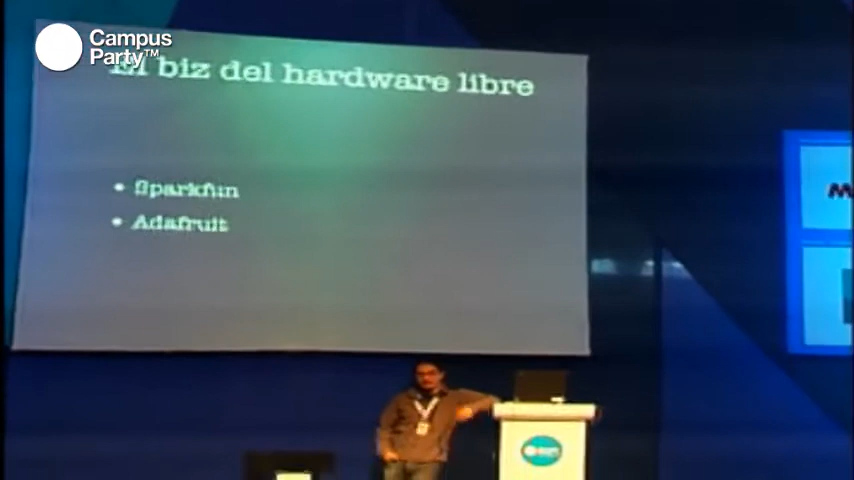 Campus
Party™
El biz del hardware libre
• Sparkfun
• Adafruit